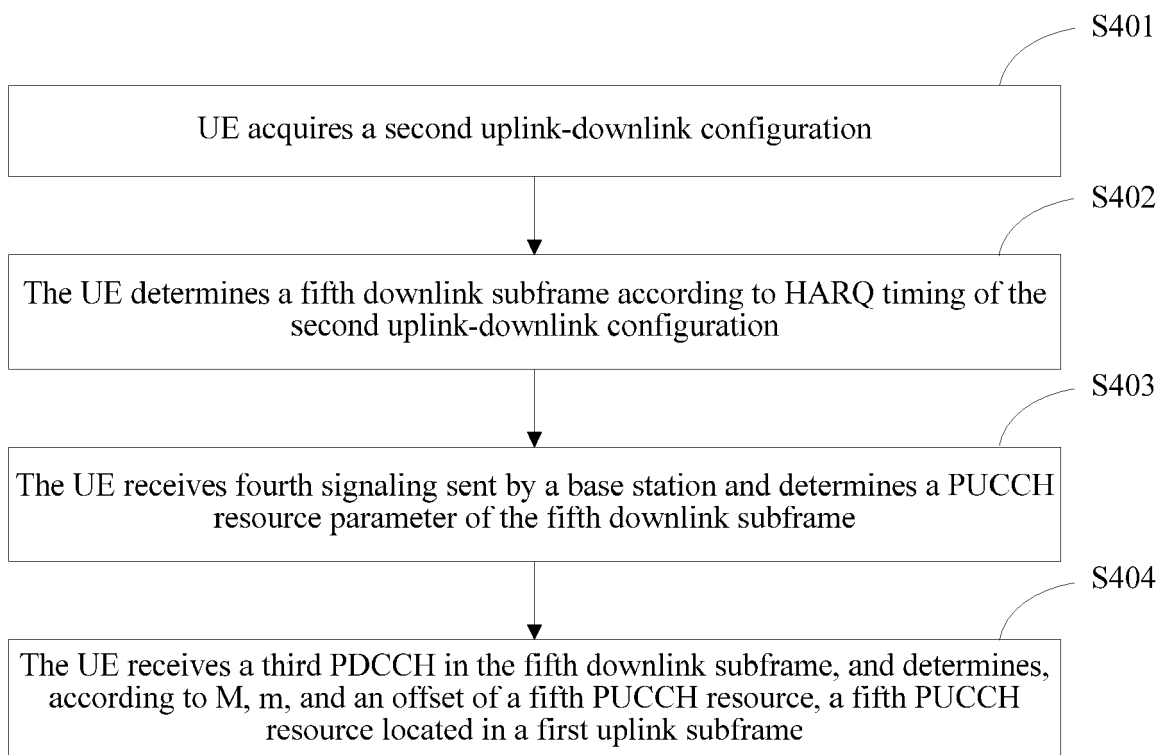 S401
UE acquires a second uplink-downlink configuration
S402
The UE determines a fifth downlink subframe according to HARQ timing of the
second uplink-downlink configuration
S403
The UE receives fourth signaling sent by a base station and determines a PUCCH
resource parameter of the fifth downlink subframe
S404
The UE receives a third PDCCH in the fifth downlink subframe, and determines,
according to M, m, and an offset of a fifth PUCCH resource, a fifth PUCCH
resource located in a first uplink subframe